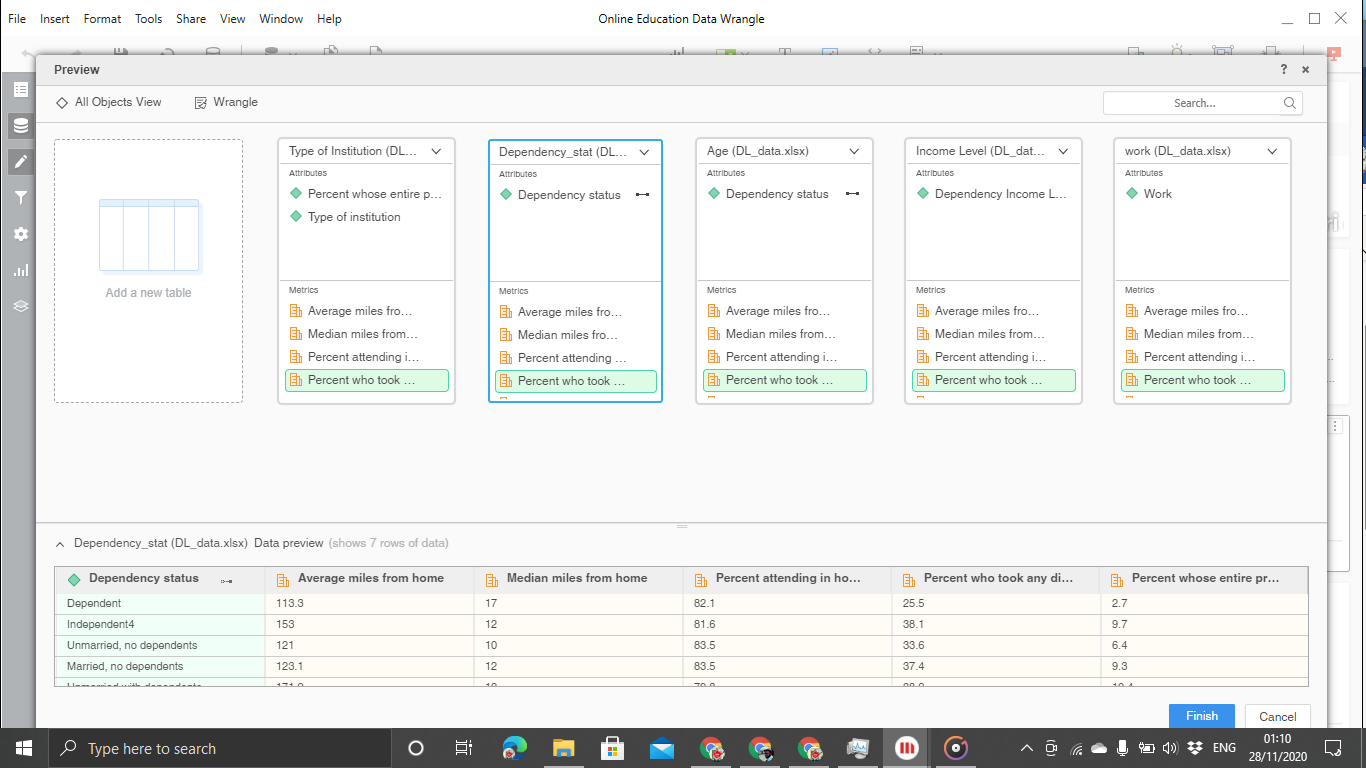 File Insert Format Tools Share View Window Help
Online Education Data Wrangle
Preview
? ×
All Objects View
Wrangle
Search...
Add a new table
Type of Institution (DL...
Attributes
Percent whose entire p...
Type of institution
Metrics
Average miles fro...
Median miles from...
Percent attending i...
Percent who took ...
Dependency_stat (DL...
Attributes
Dependency status
Metrics
Average miles fro...
Median miles fro...
Percent attending ...
Percent who took ...
Age (DL_data.xlsx)
Attributes
Dependency status
Metrics
Average miles fro...
Median miles from...
Percent attending i...
Percent who took ...
Income Level (DL_dat...
Attributes
Dependency Income L...
Metrics
Average miles fro...
Median miles from...
Percent attending i...
Percent who took ...
work (DL_data.xlsx)
Attributes
Work
Metrics
Average miles fro...
Median miles from...
Percent attending i...
Percent who took ...
Dependency_stat (DL_data.xlsx) Data preview (shows 7 rows of data)
Dependency status Average miles from home Median miles from home Percent attending in ho... Percent who took any di... Percent whose entire pr...
Dependent 113.3 17 82.1 25.5 2.7
Independent4 153 12 81.6 38.1 9.7
Unmarried, no dependents 121 10 83.5 33.6 6.4
Married, no dependents 123.1 12 83.5 37.4 9.3
Finish Cancel
Type here to search
ENG
01:10
28/11/2020